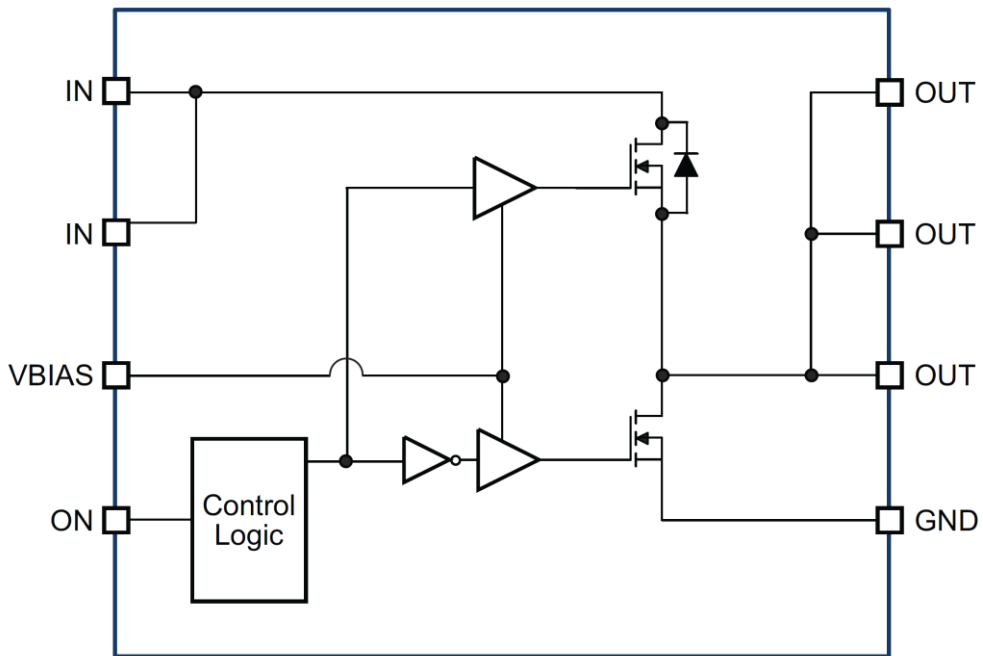 IN
OUT
IN
OUT
VBIAS
OUT
ON
Control
Logic
GND